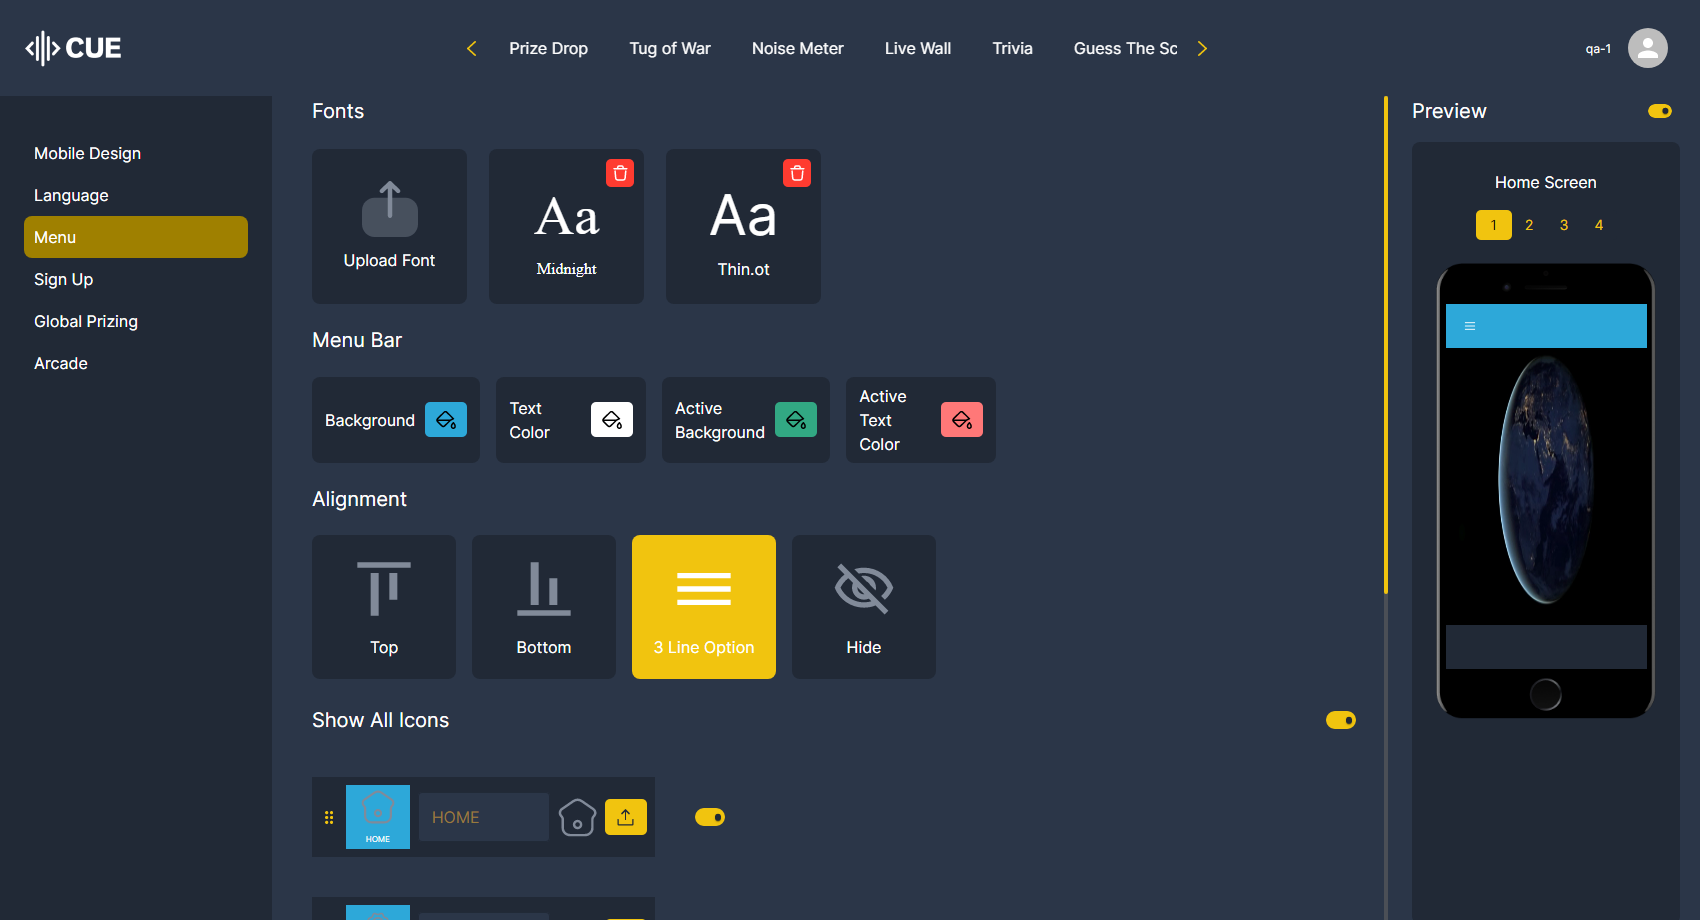 CUE
Prize Drop
Tug of War
Noise Meter
Live Wall
Trivia
Guess The Sc
qa-1
Mobile Design
Language
Menu
Sign Up
Global Prizing
Arcade
Fonts
Upload Font
Aa
Midnight
Aa
Thin.ot
Menu Bar
Background
Text
Color
Active
Background
Active
Text
Color
Alignment
Top
Bottom
3 Line Option
Hide
Show All Icons
HOME
HOME
Preview
Home Screen
1 2 3 4